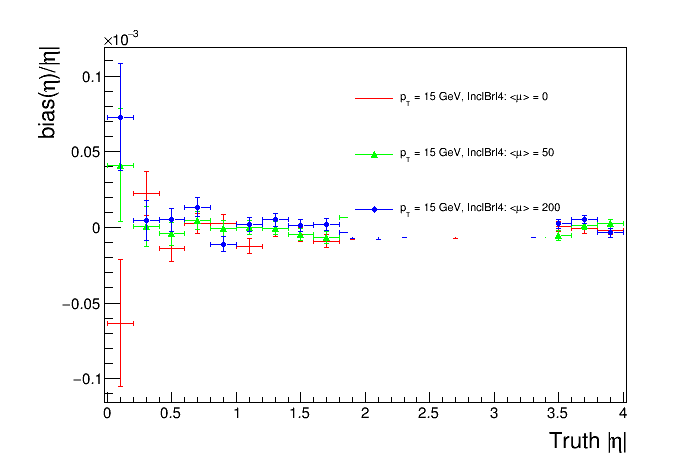 ×10⁻³
bias(η)/|η|
0.1
0.05
0
−0.05
−0.1
p_T = 15 GeV, InclBrl4: <μ> = 0
p_T = 15 GeV, InclBrl4: <μ> = 50
p_T = 15 GeV, InclBrl4: <μ> = 200
0 0.5 1 1.5 2 2.5 3 3.5 4
Truth |η|